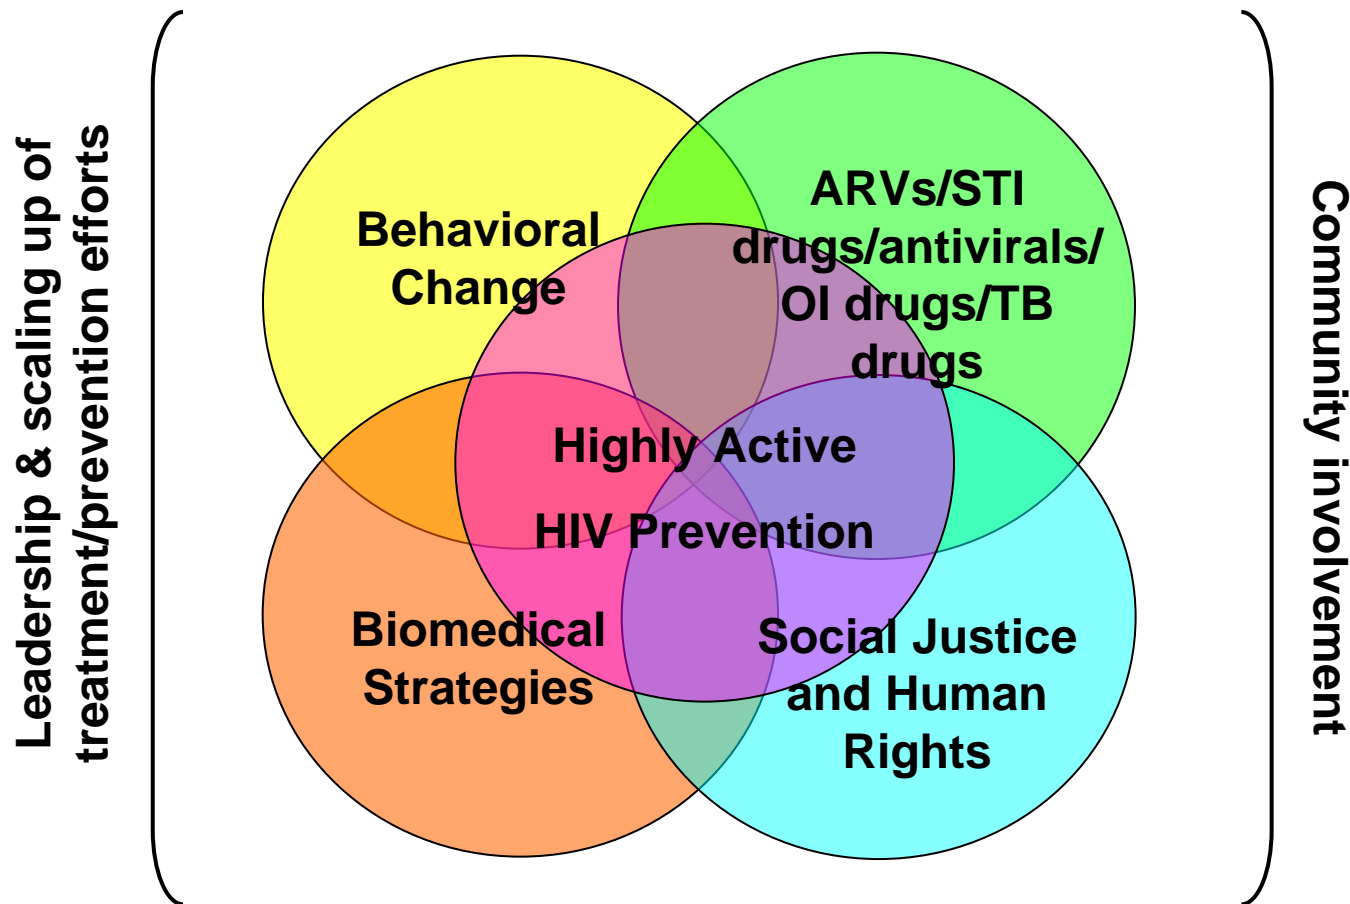 Leadership & scaling up of
treatment/prevention efforts
Behavioral
Change
ARVs/STI
drugs/antivirals/
OI drugs/TB
drugs
Highly Active
HIV Prevention
Biomedical
Strategies
Social Justice
and Human
Rights
Community involvement